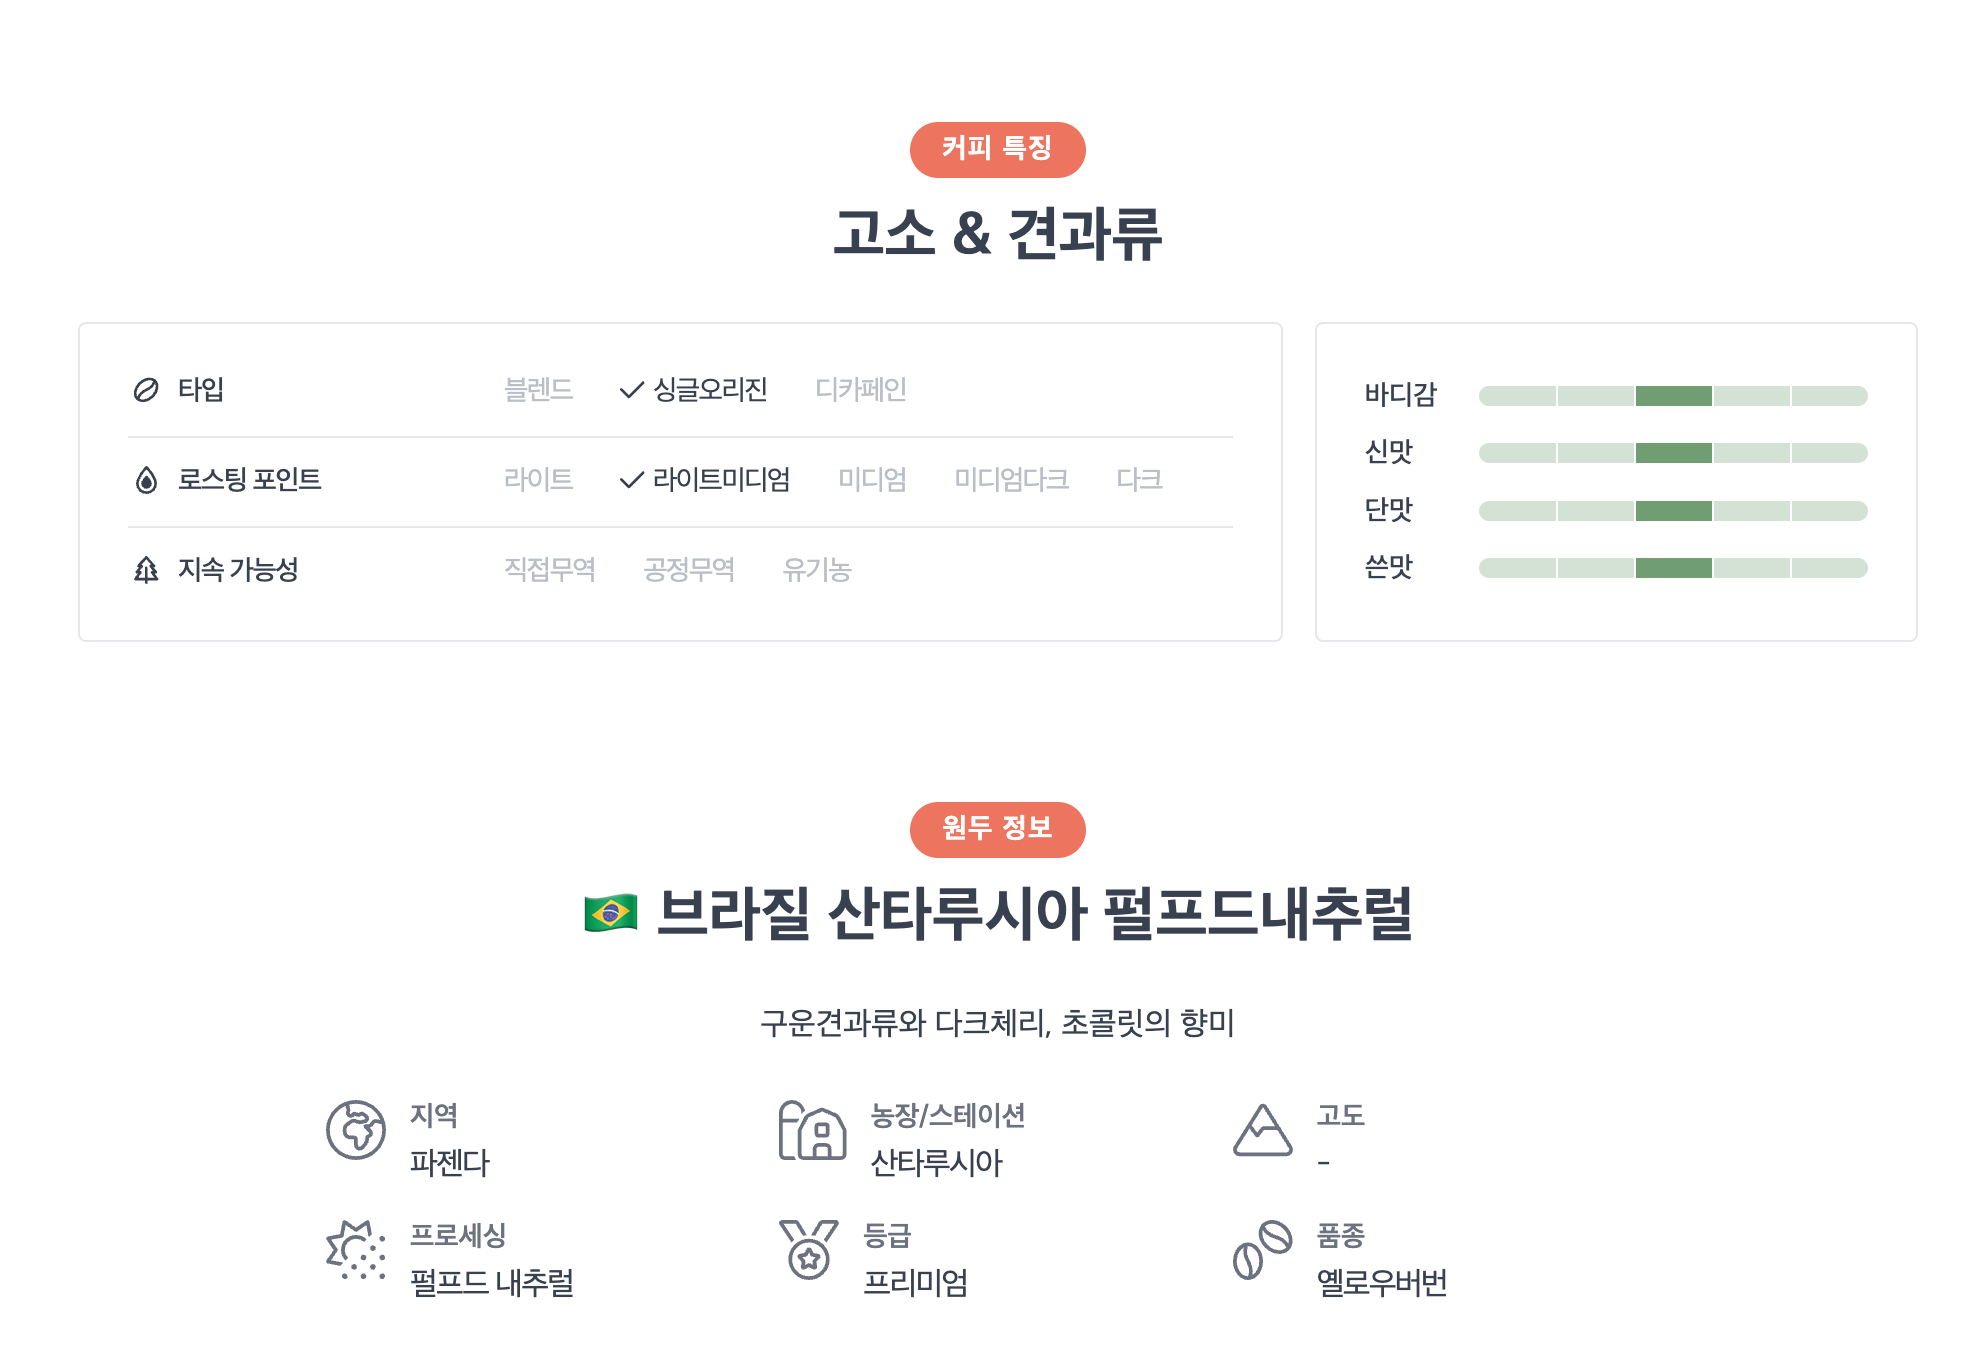 커피 특징
고소 & 견과류
타입 블렌드 싱글오리진 디카페인
로스팅 포인트 라이트 라이트미디엄 미디엄 미디엄다크 다크
지속 가능성 직접무역 공정무역 유기농
바디감
신맛
단맛
쓴맛
원두 정보
브라질 산타루시아 펄프드내추럴
구운견과류와 다크체리, 초콜릿의 향미
지역
파젠다
농장/스테이션
산타루시아
고도
-
프로세싱
펄프드 내추럴
등급
프리미엄
품종
옐로우버번